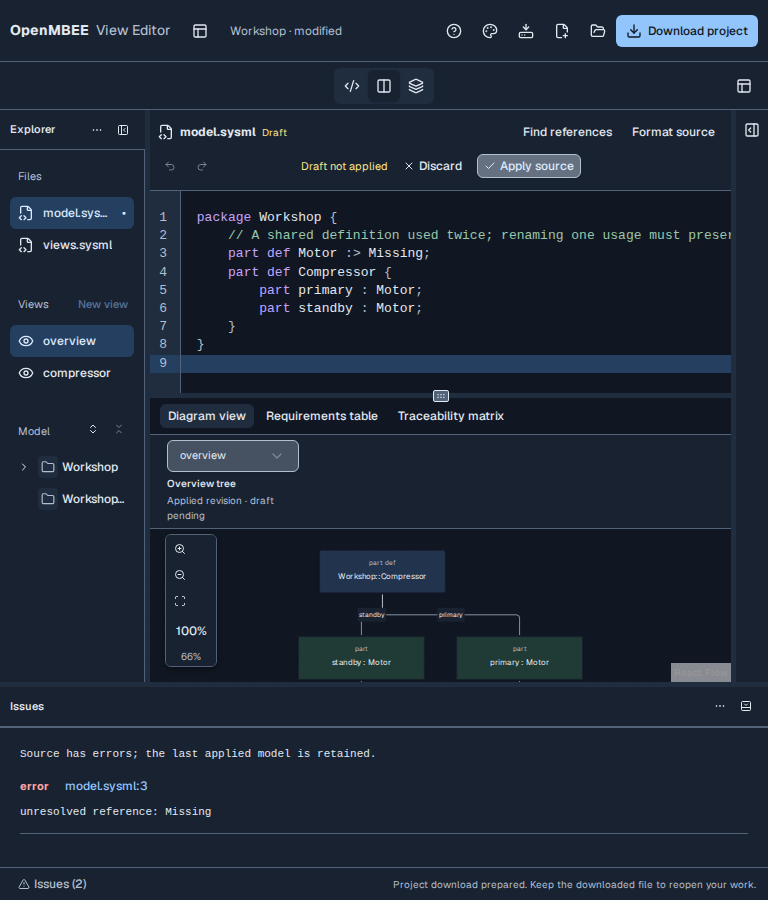 OpenMBEE View Editor
Workshop · modified
Download project
Explorer
Files
model.sys... •
views.sysml
Views New view
overview
compressor
Model
Workshop
Workshop...
model.sysml Draft
Find references Format source
Draft not applied Discard Apply source
1 package Workshop {
2 // A shared definition used twice; renaming one usage must preser
3 part def Motor :> Missing;
4 part def Compressor {
5 part primary : Motor;
6 part standby : Motor;
7 }
8 }
9
Diagram view Requirements table Traceability matrix
overview
Overview tree
Applied revision · draft
pending
100%
66%
part def
Workshop::Compressor
standby primary
part
standby : Motor
part
primary : Motor
React Flow
Issues
Source has errors; the last applied model is retained.
error model.sysml:3
unresolved reference: Missing
Issues (2)
Project download prepared. Keep the downloaded file to reopen your work.